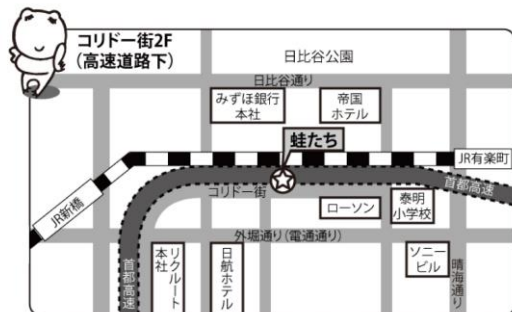 コリドー街2F
（高速道路下）
日比谷公園
日比谷通り
みずほ銀行
本社
帝国
ホテル
蛙たち
JR有楽町
首都高速
コリドー街
ローソン
泰明
小学校
JR新橋
外堀通り（電通通り）
首都高速
リクルート
本社
日航ホテル
ソニー
ビル
晴海通り